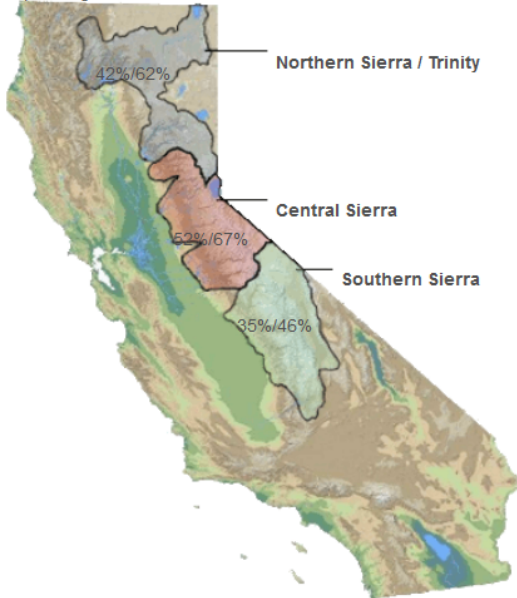 Northern Sierra / Trinity
42%/62%
Central Sierra
52%/67%
Southern Sierra
35%/46%